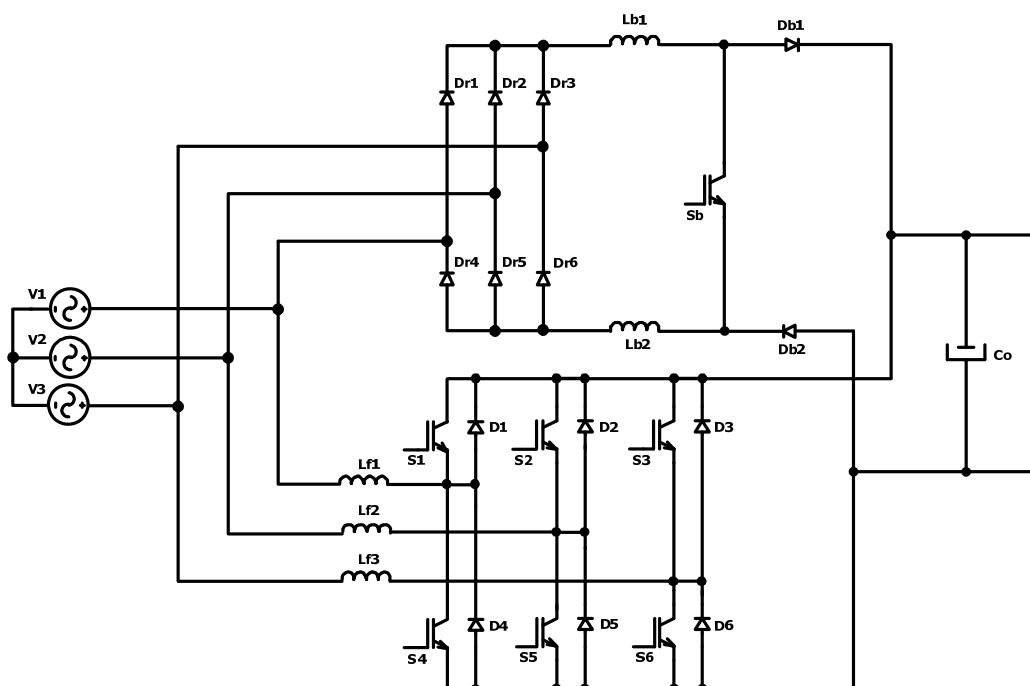 Lb1
Db1
Dr1 Dr2 Dr3
Sb
Dr4 Dr5 Dr6
V1
Lb2
Db2
V2
Co
V3
S1 D1 S2 D2 S3 D3
Lf1
Lf2
Lf3
S4 D4 S5 D5 S6 D6